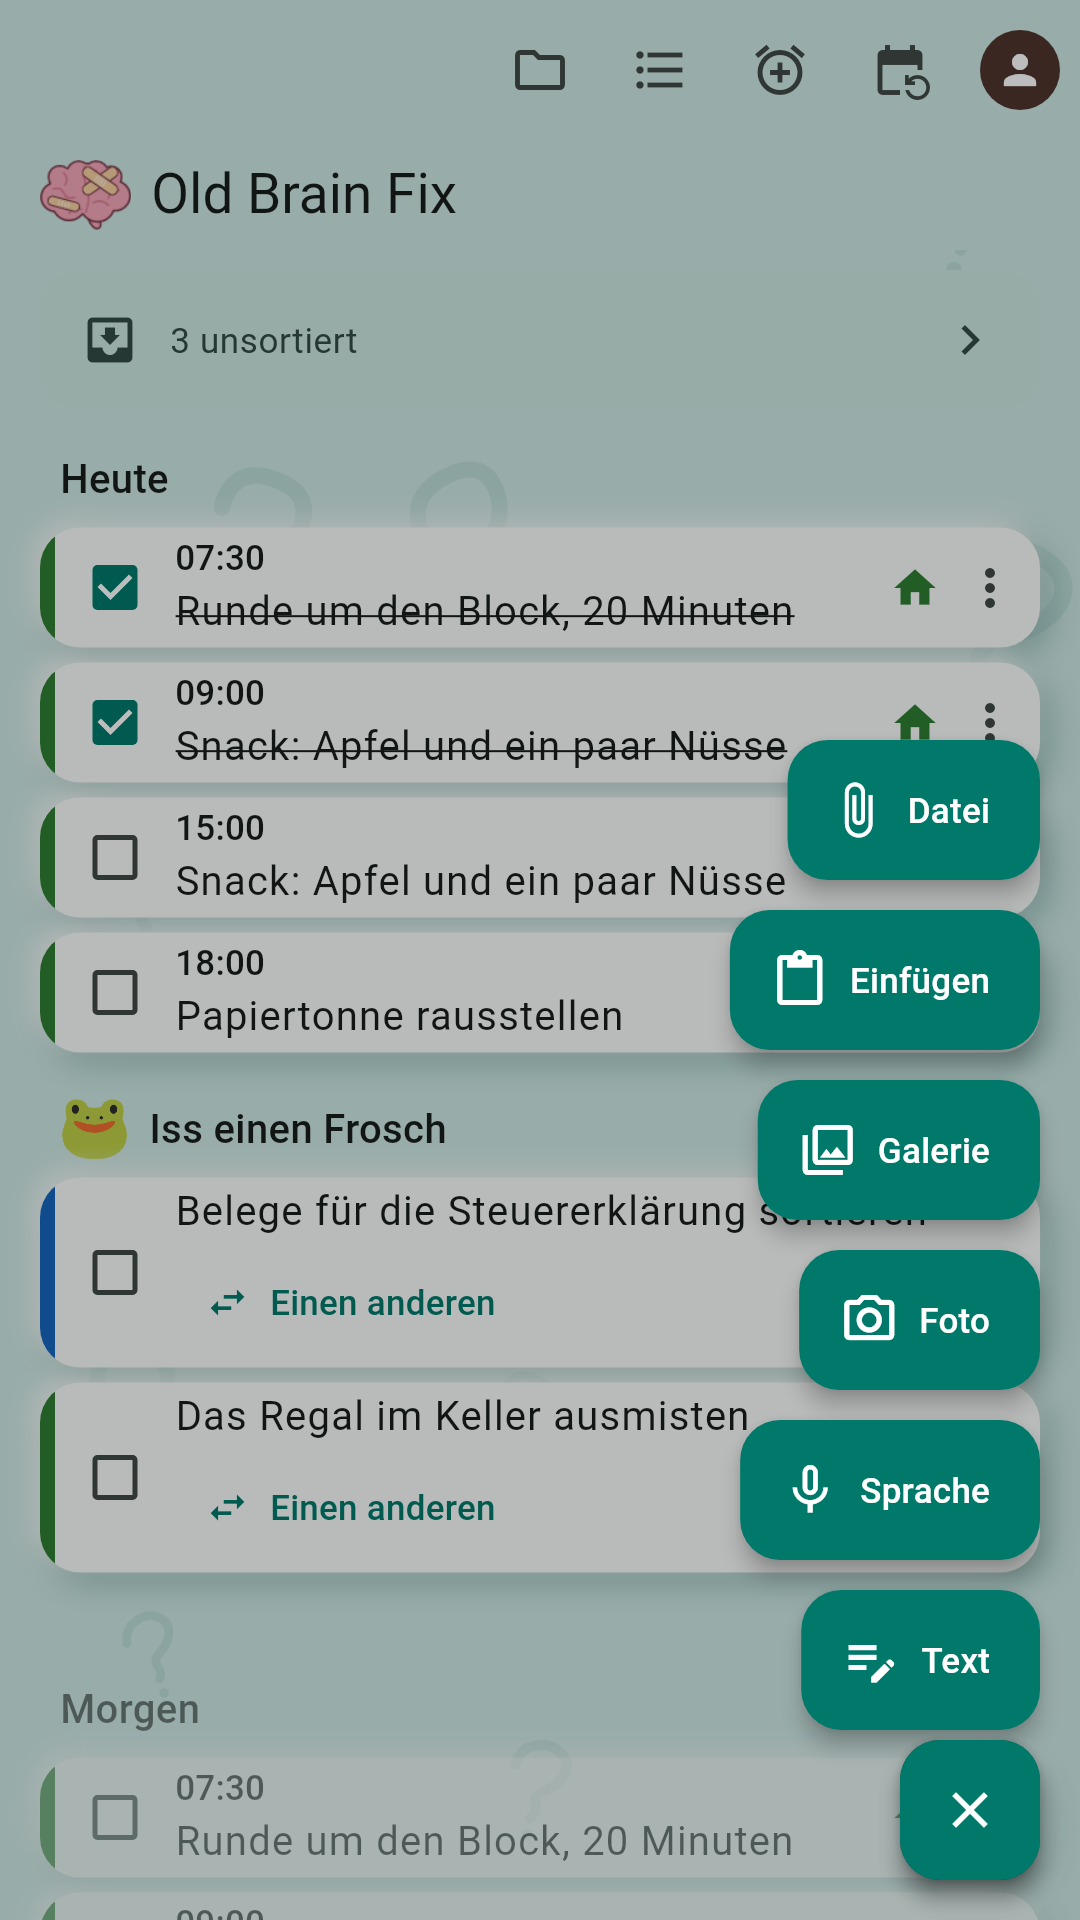 Old Brain Fix
3 unsortiert
Heute
07:30
Runde um den Block, 20 Minuten
09:00
Snack: Apfel und ein paar Nüsse
Datei
15:00
Snack: Apfel und ein paar Nüsse
18:00
Papiertonne rausstellen
Einfügen
Iss einen Frosch
Galerie
Belege für die Steuererklärung sortieren
Einen anderen
Foto
Das Regal im Keller ausmisten
Einen anderen
Sprache
Text
Morgen
07:30
Runde um den Block, 20 Minuten
09:00